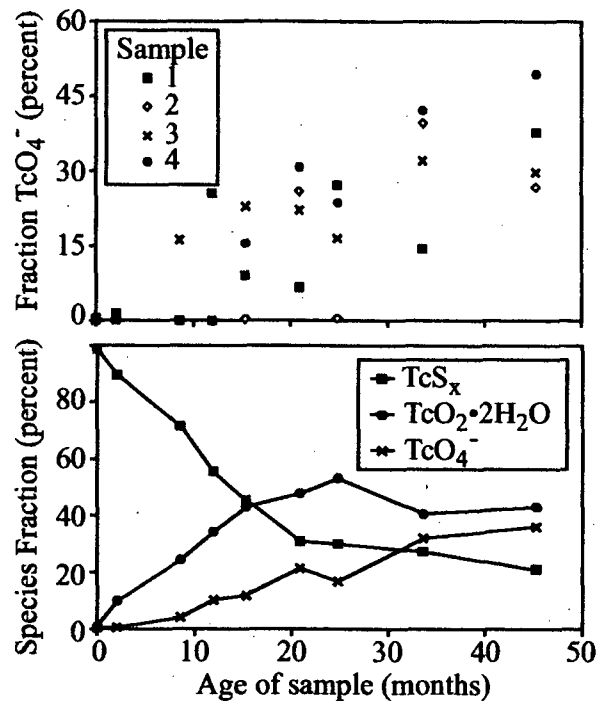 Fraction TcO₄⁻ (percent)
60
45
30
15
0
Sample
1
2
3
4
Species Fraction (percent)
80
60
40
20
0
TcSₓ
TcO₂•2H₂O
TcO₄⁻
0 10 20 30 40 50
Age of sample (months)